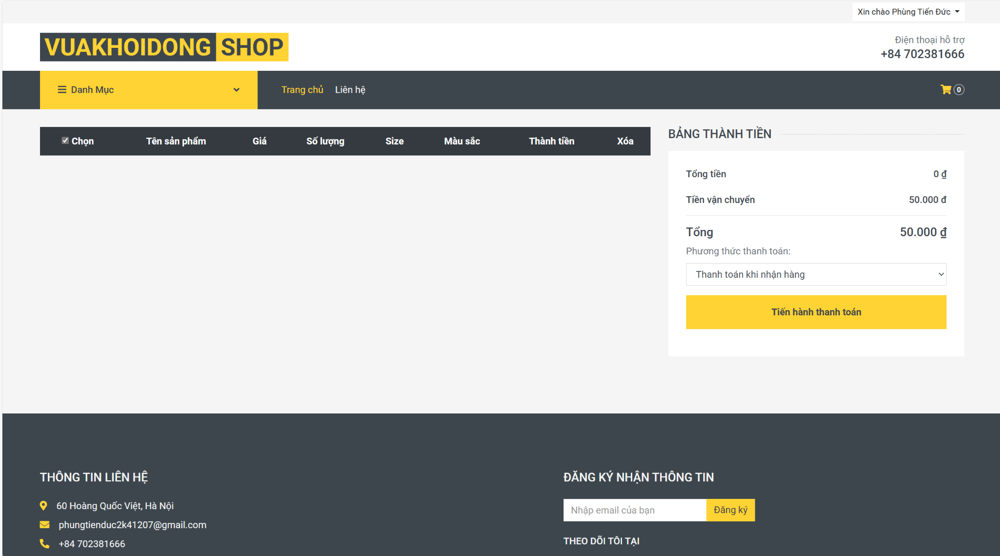 Xin chào Phùng Tiến Đức
VUAKHOIDONG SHOP
Điện thoại hỗ trợ
+84 702381666
Danh Mục
Trang chủ Liên hệ
0
Chọn Tên sản phẩm Giá Số lượng Size Màu sắc Thành tiền Xóa
BẢNG THÀNH TIỀN
Tổng tiền 0 ₫
Tiền vận chuyển 50.000 đ
Tổng 50.000 ₫
Phương thức thanh toán:
Thanh toán khi nhận hàng
Tiến hành thanh toán
THÔNG TIN LIÊN HỆ
60 Hoàng Quốc Việt, Hà Nội
phungtienduc2k41207@gmail.com
+84 702381666
ĐĂNG KÝ NHẬN THÔNG TIN
Nhập email của bạn Đăng ký
THEO DÕI TÔI TẠI